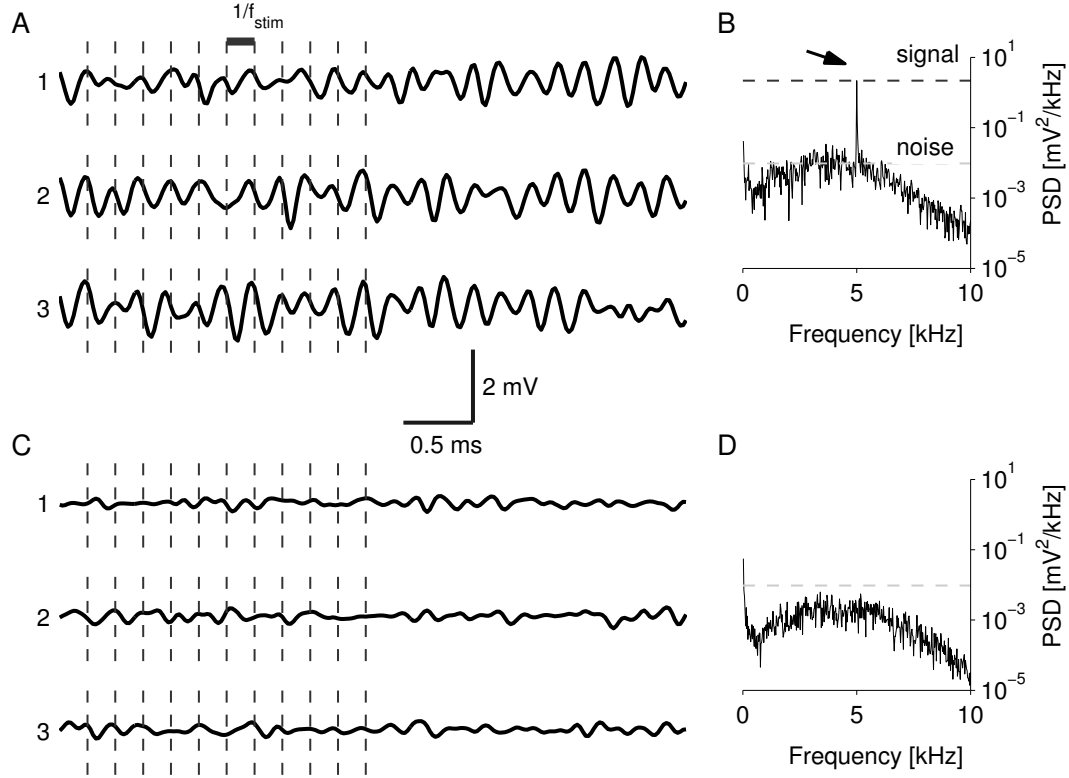 A
1/f_stim
1
2
3
2 mV
0.5 ms
B
signal
noise
10^1
10^-1
10^-3
10^-5
PSD [mV^2/kHz]
0
5
10
Frequency [kHz]
C
1
2
3
D
10^1
10^-1
10^-3
10^-5
PSD [mV^2/kHz]
0
5
10
Frequency [kHz]